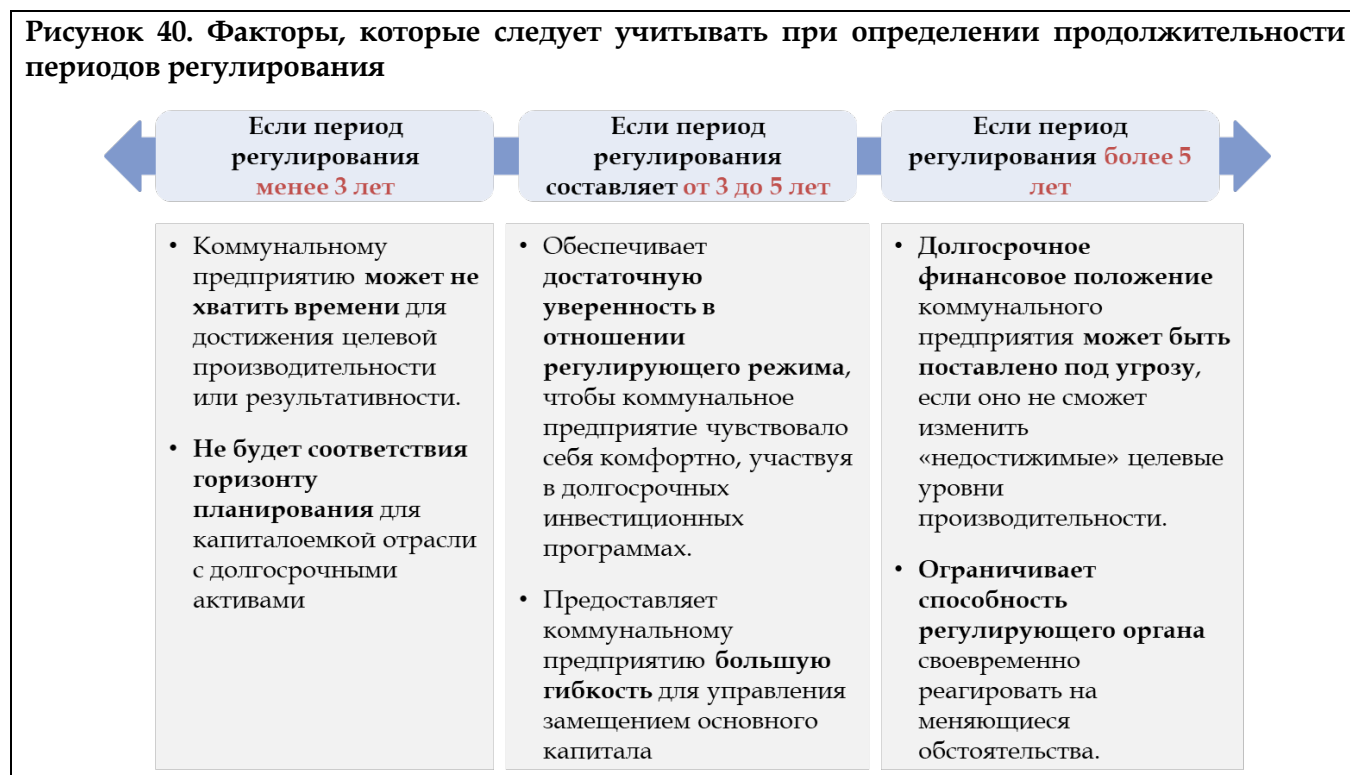 Рисунок 40. Факторы, которые следует учитывать при определении продолжительности
периодов регулирования
Если период
регулирования
менее 3 лет
Если период
регулирования
составляет от 3 до 5 лет
Если период
регулирования более 5
лет
• Коммунальному
предприятию может не
хватить времени для
достижения целевой
производительности
или результативности.
• Не будет соответствия
горизонту
планирования для
капиталоемкой отрасли
с долгосрочными
активами
• Обеспечивает
достаточную
уверенность в
отношении
регулирующего режима,
чтобы коммунальное
предприятие чувствовало
себя комфортно, участвуя
в долгосрочных
инвестиционных
программах.
• Предоставляет
коммунальному
предприятию большую
гибкость для управления
замещением основного
капитала
• Долгосрочное
финансовое положение
коммунального
предприятия может быть
поставлено под угрозу,
если оно не сможет
изменить
«недостижимые» целевые
уровни
производительности.
• Ограничивает
способность
регулирующего органа
своевременно
реагировать на
меняющиеся
обстоятельства.